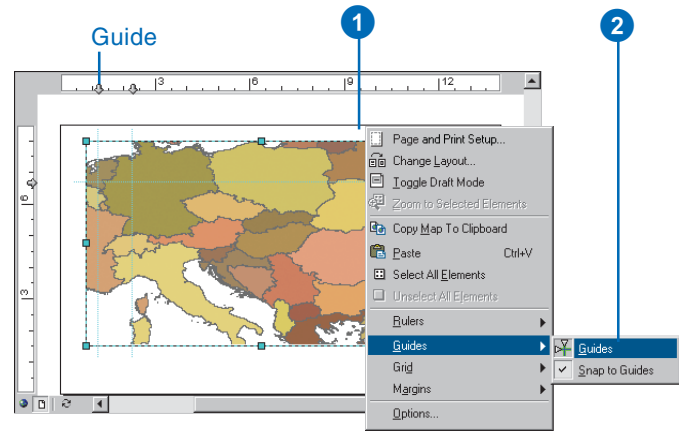 1
2
Guide
3
6
9
12
6
3
Page and Print Setup...
Change Layout...
Toggle Draft Mode
Zoom to Selected Elements
Copy Map To Clipboard
Paste Ctrl+V
Select All Elements
Unselect All Elements
Rulers
Guides
Grid
Margins
Options...
Guides
Snap to Guides